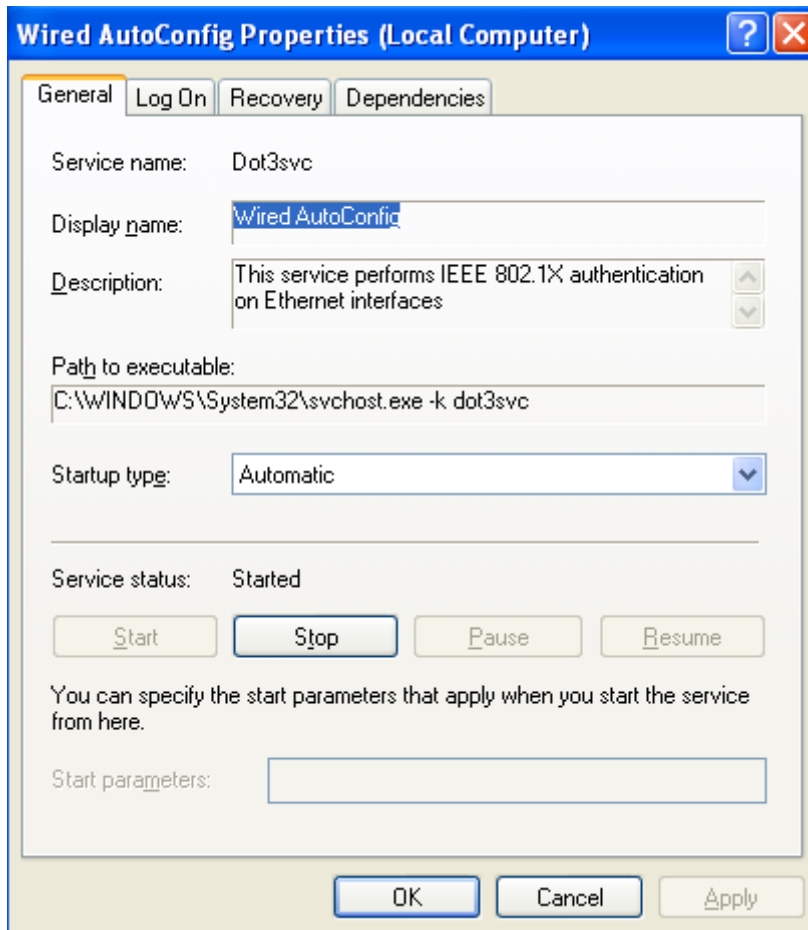 Wired AutoConfig Properties (Local Computer)
General Log On Recovery Dependencies
Service name: Dot3svc
Display name: Wired AutoConfig
Description: This service performs IEEE 802.1X authentication
on Ethernet interfaces
Path to executable:
C:\WINDOWS\System32\svchost.exe -k dot3svc
Startup type: Automatic
Service status: Started
Start Stop Pause Resume
You can specify the start parameters that apply when you start the service
from here.
Start parameters:
OK Cancel Apply